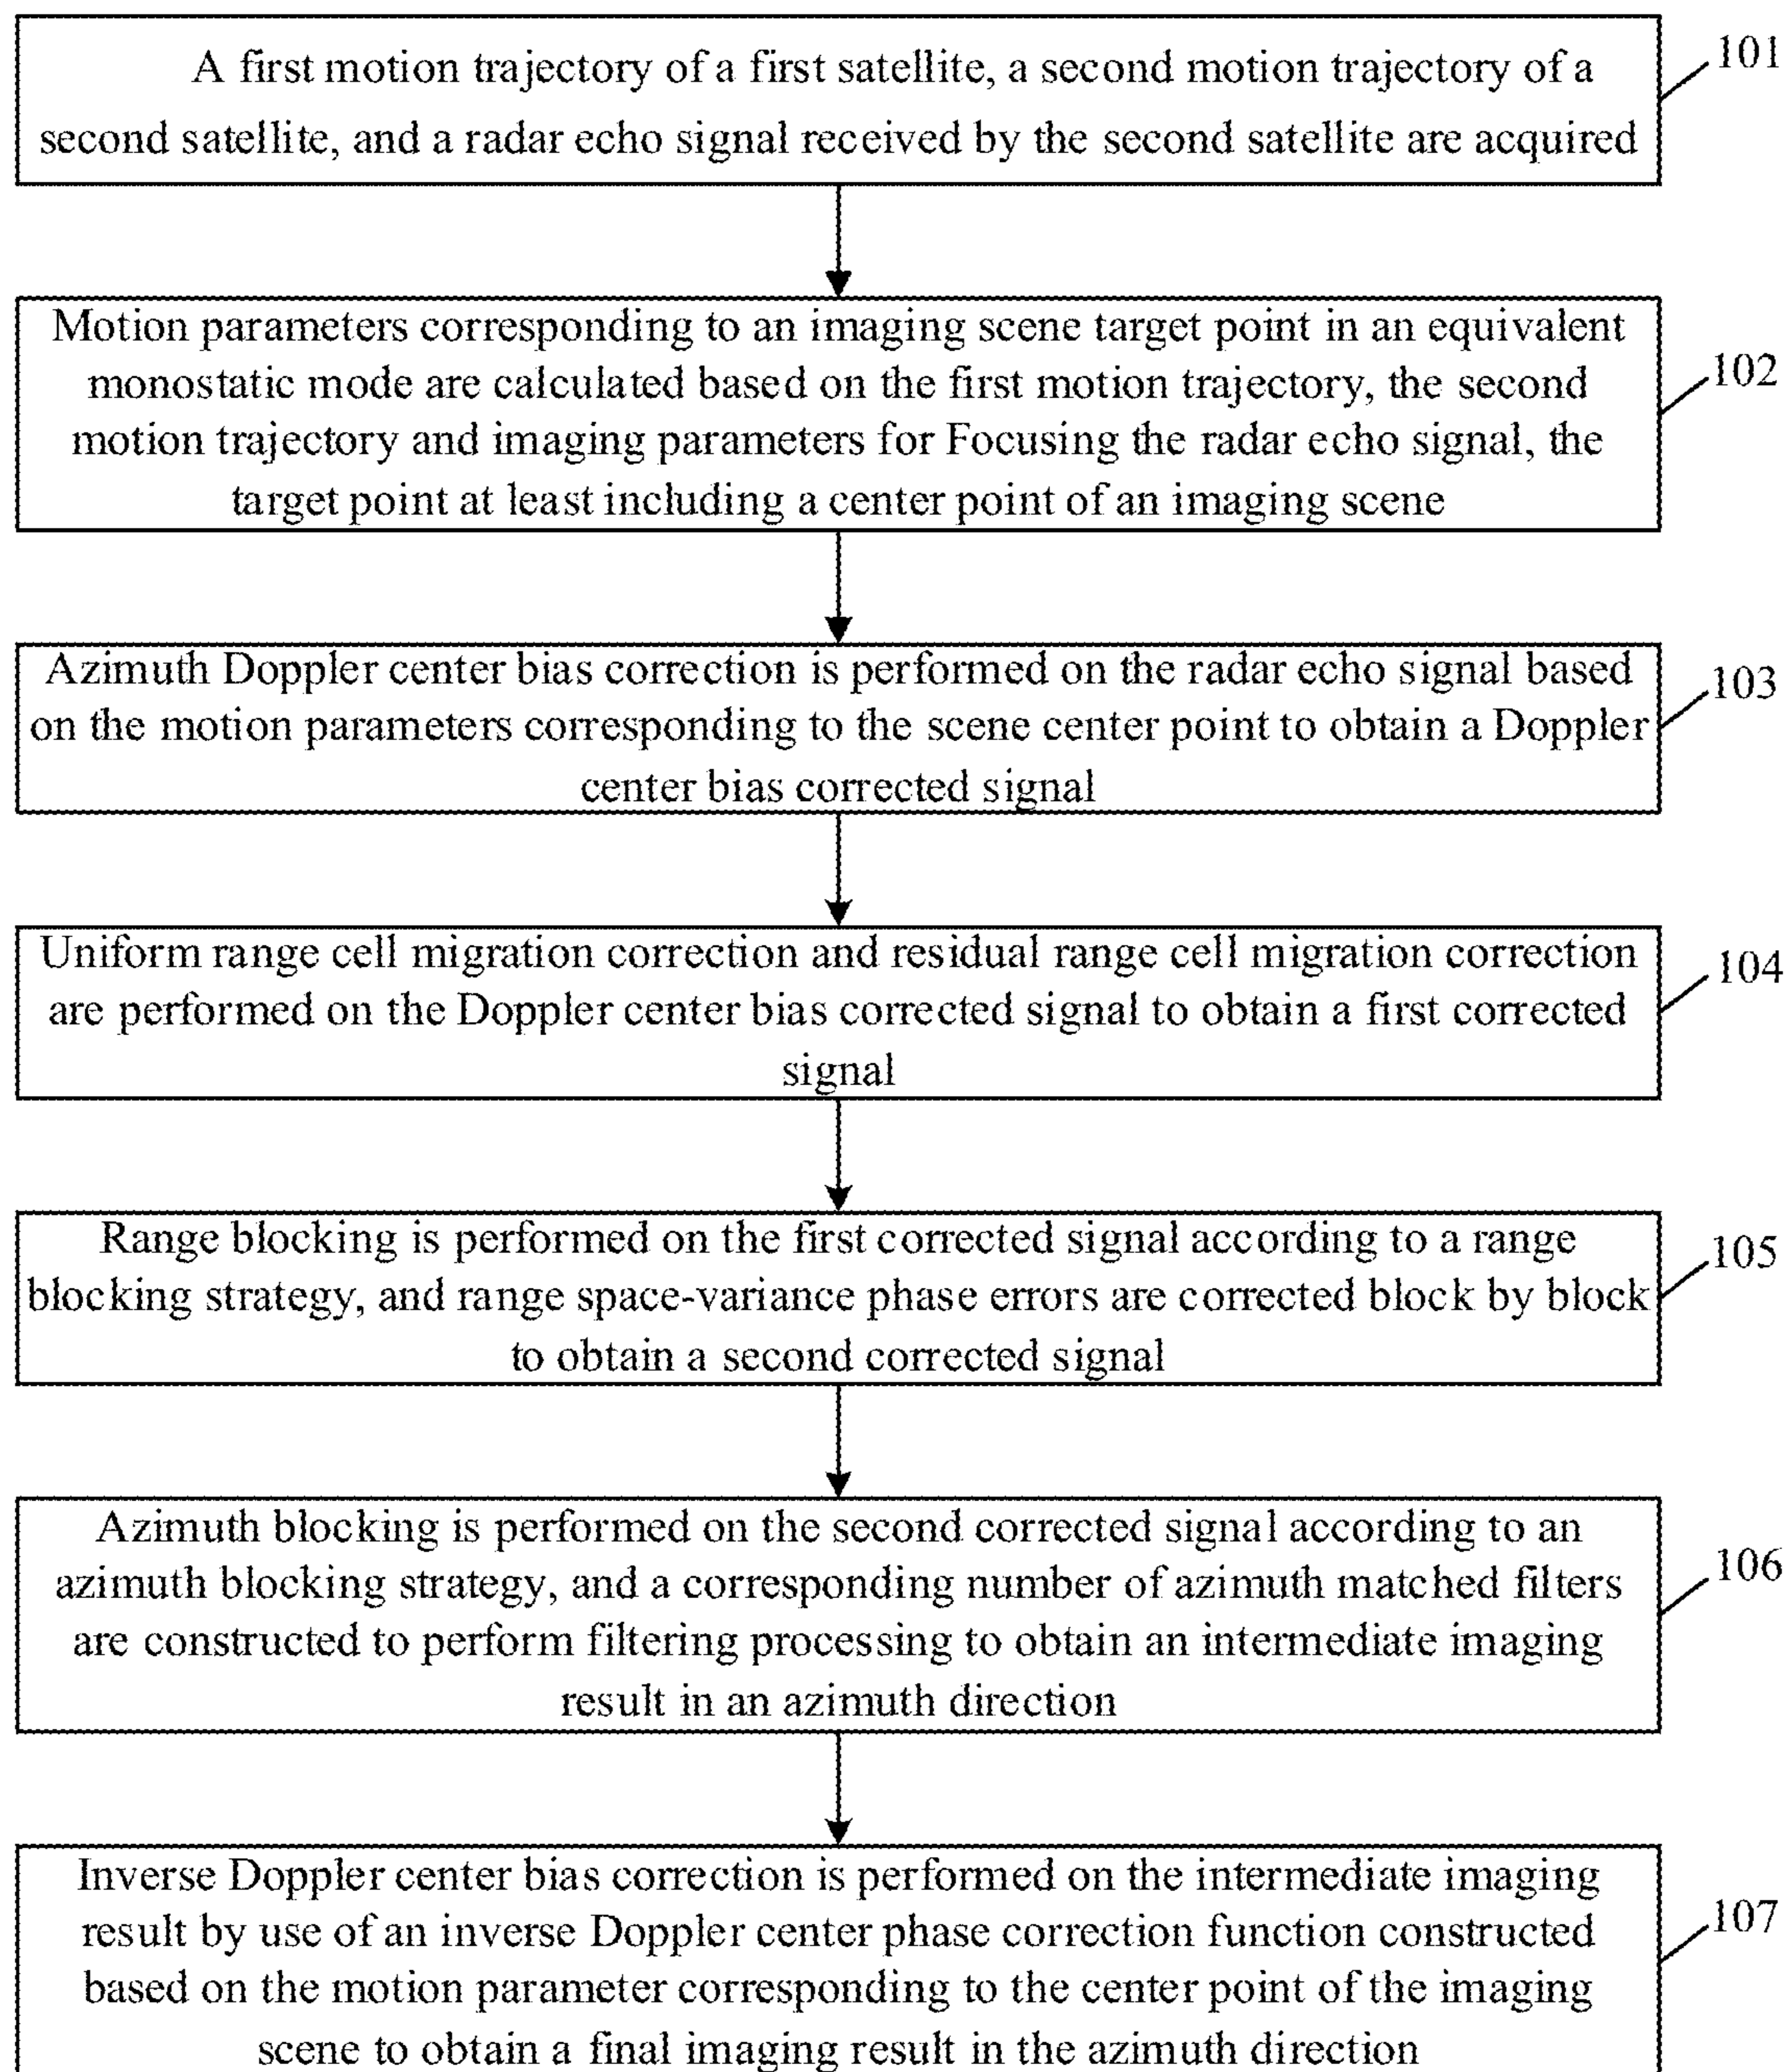 A first motion trajectory of a first satellite, a second motion trajectory of a
second satellite, and a radar echo signal received by the second satellite are acquired
101
Motion parameters corresponding to an imaging scene target point in an equivalent
monostatic mode are calculated based on the first motion trajectory, the second
motion trajectory and imaging parameters for Focusing the radar echo signal, the
target point at least including a center point of an imaging scene
102
Azimuth Doppler center bias correction is performed on the radar echo signal based
on the motion parameters corresponding to the scene center point to obtain a Doppler
center bias corrected signal
103
Uniform range cell migration correction and residual range cell migration correction
are performed on the Doppler center bias corrected signal to obtain a first corrected
signal
104
Range blocking is performed on the first corrected signal according to a range
blocking strategy, and range space-variance phase errors are corrected block by block
to obtain a second corrected signal
105
Azimuth blocking is performed on the second corrected signal according to an
azimuth blocking strategy, and a corresponding number of azimuth matched filters
are constructed to perform filtering processing to obtain an intermediate imaging
result in an azimuth direction
106
Inverse Doppler center bias correction is performed on the intermediate imaging
result by use of an inverse Doppler center phase correction function constructed
based on the motion parameter corresponding to the center point of the imaging
scene to obtain a final imaging result in the azimuth direction
107